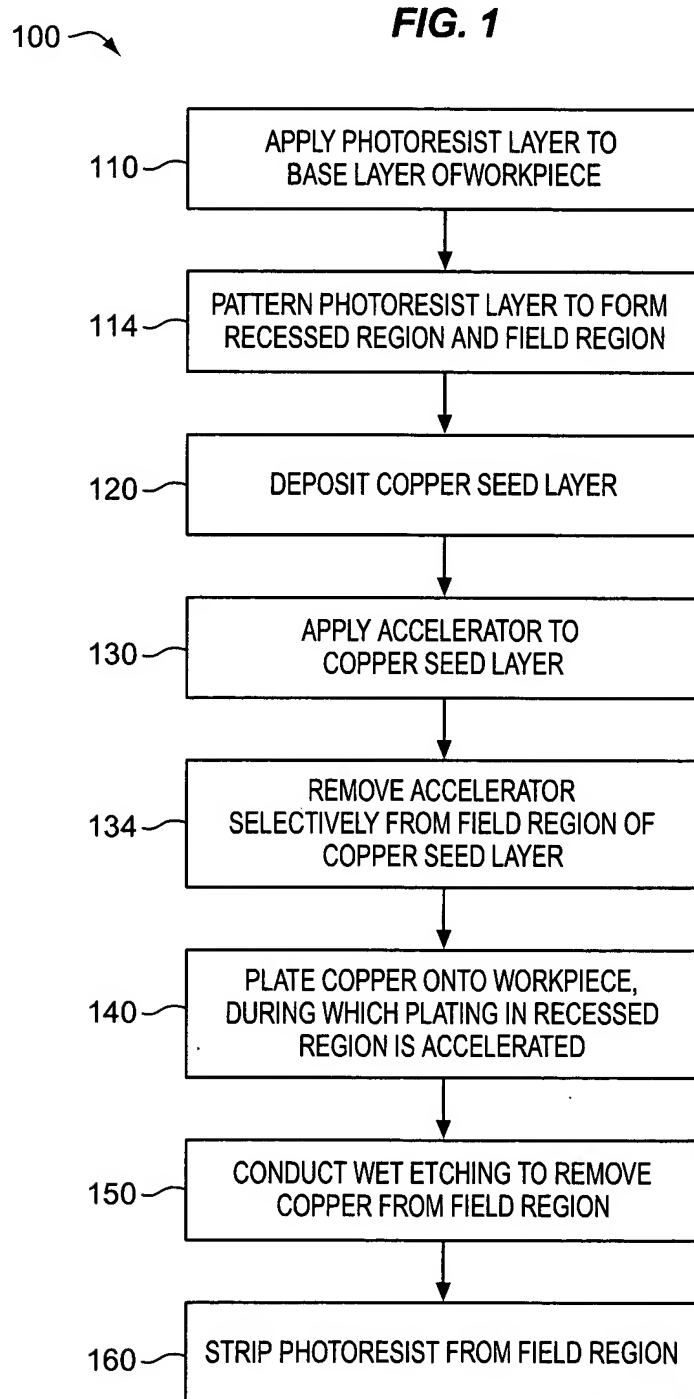 FIG. 1
100
110
APPLY PHOTORESIST LAYER TO
BASE LAYER OFWORKPIECE
114
PATTERN PHOTORESIST LAYER TO FORM
RECESSED REGION AND FIELD REGION
120
DEPOSIT COPPER SEED LAYER
130
APPLY ACCELERATOR TO
COPPER SEED LAYER
134
REMOVE ACCELERATOR
SELECTIVELY FROM FIELD REGION OF
COPPER SEED LAYER
140
PLATE COPPER ONTO WORKPIECE,
DURING WHICH PLATING IN RECESSED
REGION IS ACCELERATED
150
CONDUCT WET ETCHING TO REMOVE
COPPER FROM FIELD REGION
160
STRIP PHOTORESIST FROM FIELD REGION